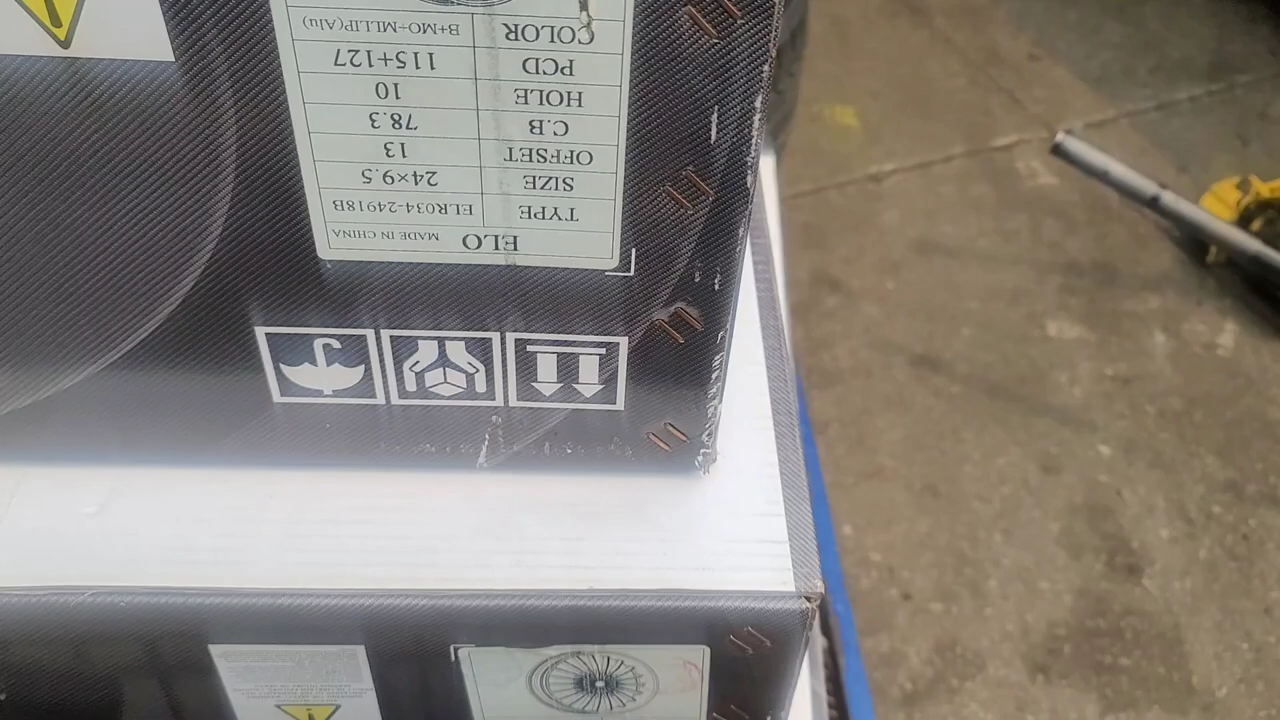 ELO MADE IN CHINA
TYPE ELR034-24918B
SIZE 24×9.5
OFFSET 13
C.B 78.3
HOLE 10
PCD 115+127
COLOR B+MO÷MLLIP(Alu)